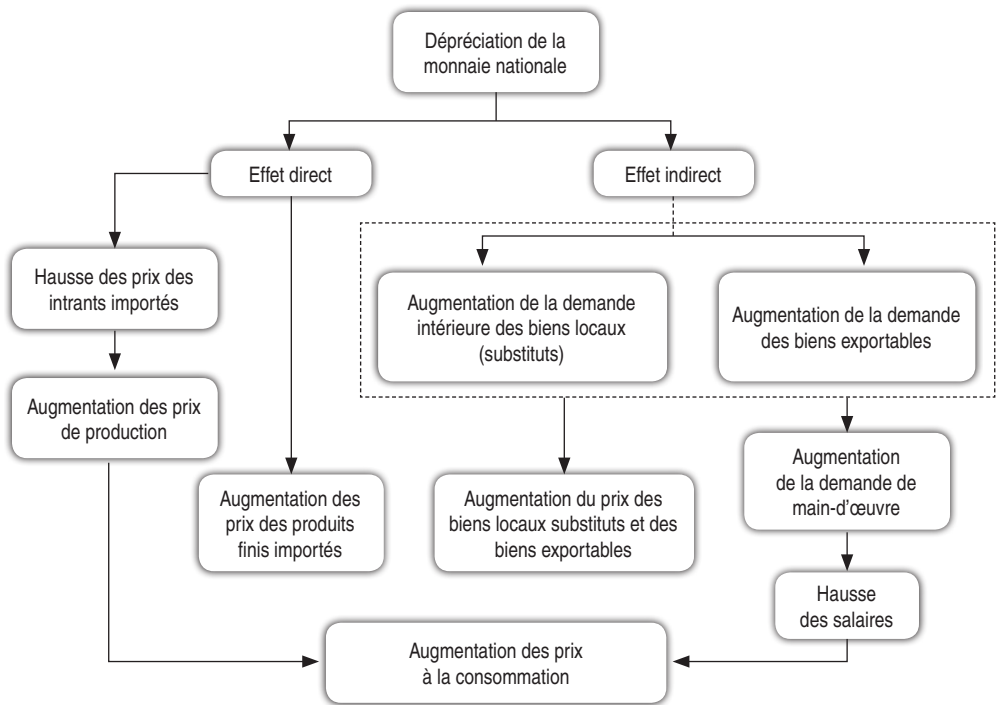 Dépréciation de la
monnaie nationale
Effet direct
Effet indirect
Hausse des prix des
intrants importés
Augmentation de la demande
intérieure des biens locaux
(substituts)
Augmentation de la demande
des biens exportables
Augmentation des prix
de production
Augmentation des
prix des produits
finis importés
Augmentation du prix des
biens locaux substituts et des
biens exportables
Augmentation
de la demande de
main-d'œuvre
Hausse
des salaires
Augmentation des prix
à la consommation